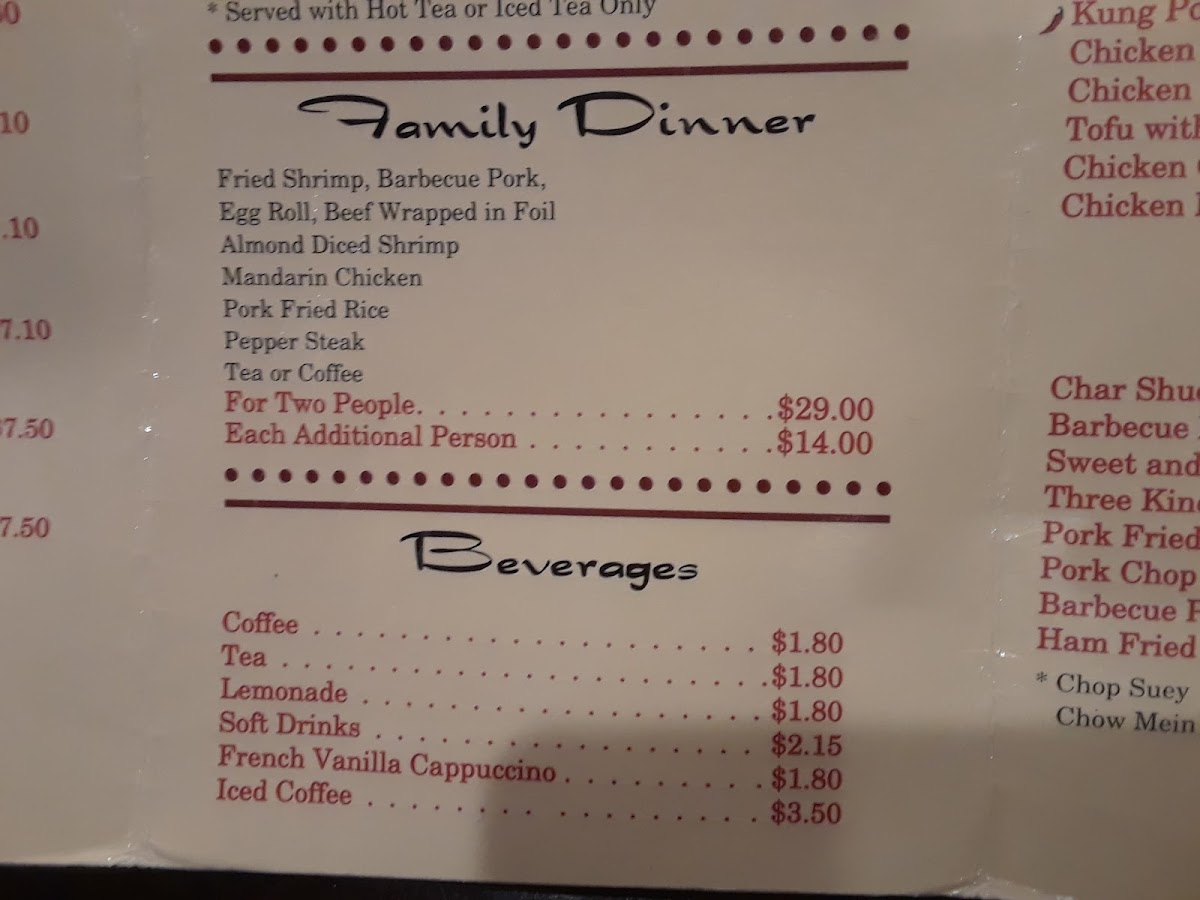 * Served with Hot Tea or Iced Tea Only
Family Dinner
Fried Shrimp, Barbecue Pork,
Egg Roll, Beef Wrapped in Foil
Almond Diced Shrimp
Mandarin Chicken
Pork Fried Rice
Pepper Steak
Tea or Coffee
For Two People. . . . . . . . . . . . . . . . .$29.00
Each Additional Person . . . . . . . . . . .$14.00
Beverages
Coffee . . . . . . . . . . . . . . . . . $1.80
Tea . . . . . . . . . . . . . . . . . . .$1.80
Lemonade . . . . . . . . . . . . . . . $1.80
Soft Drinks . . . . . . . . . . . . . . . $2.15
French Vanilla Cappuccino . . . . . . . . $1.80
Iced Coffee . . . . . . . . . . . . . . . $3.50
.10
7.10
7.50
7.50
Kung
Chicken
Chicken
Tofu with
Chicken
Chicken
Char
Barbecue
Sweet and
Three
Pork Fried
Pork Chop
Barbecue
Ham Fried
* Chop Suey
Chow Mein